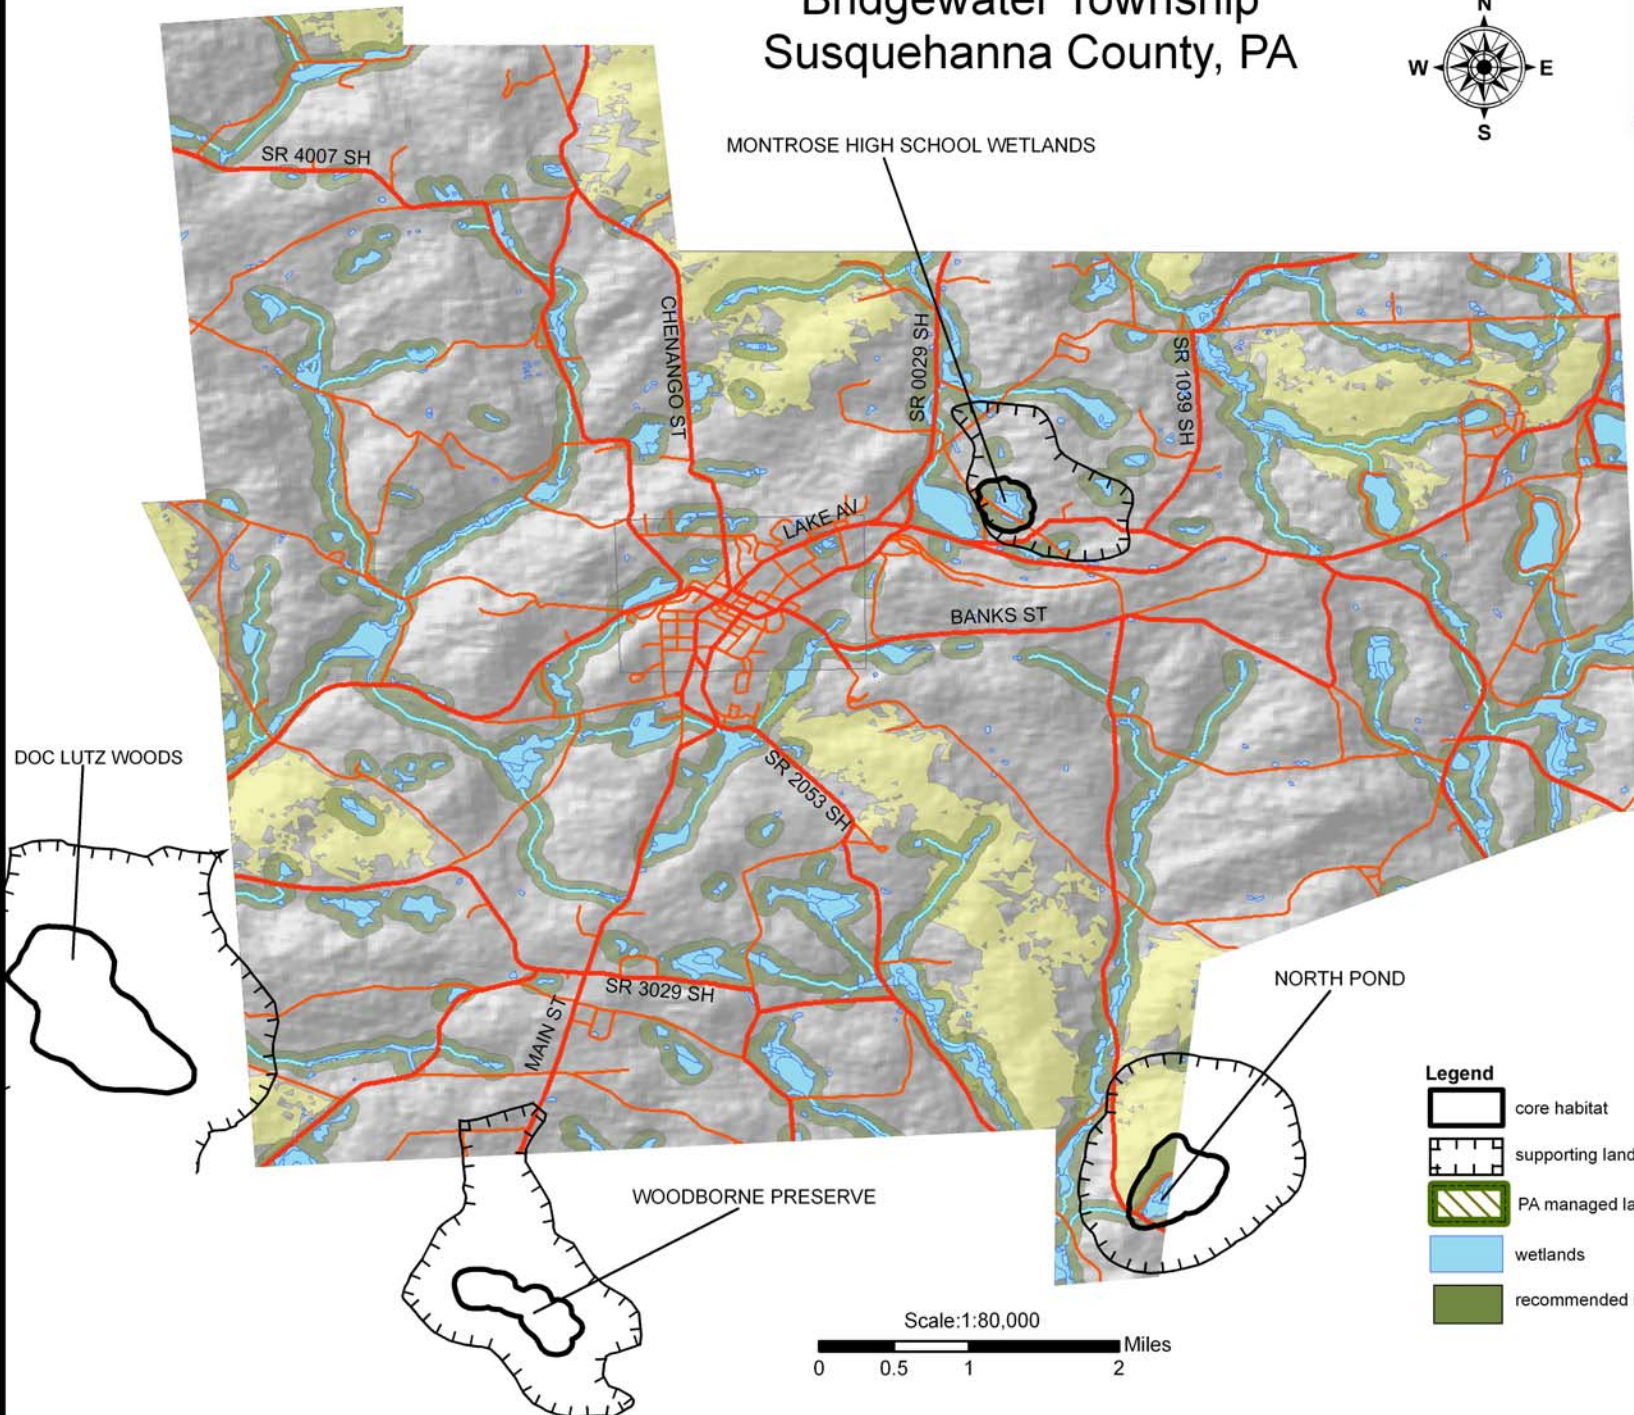 Bridgewater Township
Susquehanna County, PA
N
W
E
S
MONTROSE HIGH SCHOOL WETLANDS
SR 4007 SH
CHENANGO ST
SR 0029 SH
SR 1039 SH
LAKE AV
BANKS ST
DOC LUTZ WOODS
SR 2053 SH
SR 3029 SH
MAIN ST
NORTH POND
WOODBORNE PRESERVE
Legend
core habitat
supporting land
PA managed la
wetlands
recommended
Scale:1:80,000
Miles
0 0.5 1 2